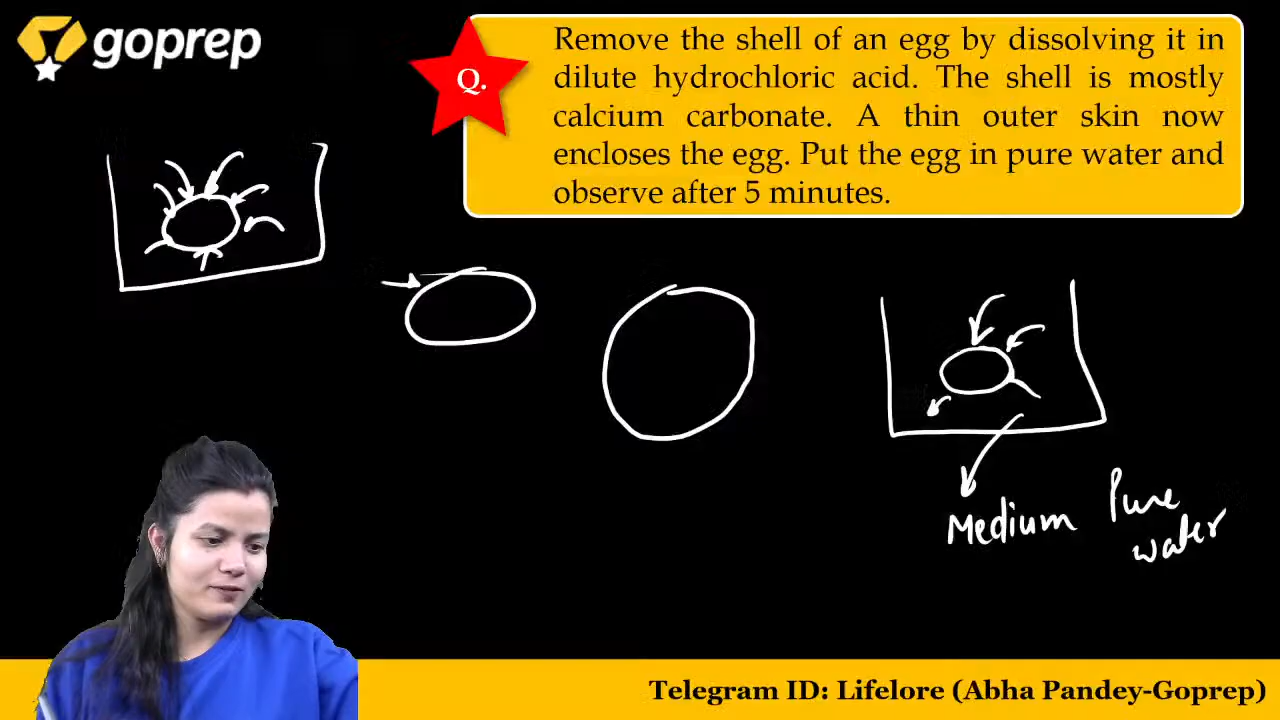 goprep
Q.
Remove the shell of an egg by dissolving it in
dilute hydrochloric acid. The shell is mostly
calcium carbonate. A thin outer skin now
encloses the egg. Put the egg in pure water and
observe after 5 minutes.
Medium Pure
water
Telegram ID: Lifelore (Abha Pandey-Goprep)